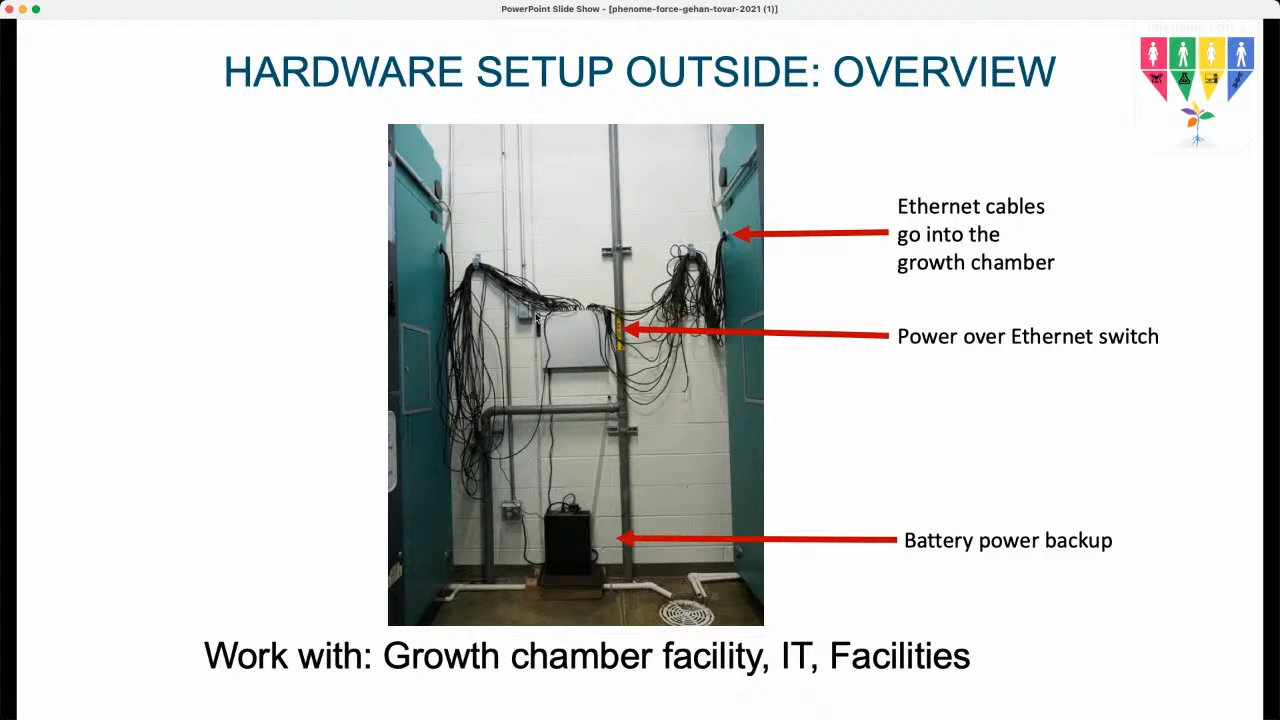 PowerPoint Slide Show - [phenome-force-gehan-tovar-2021 (1)]
HARDWARE SETUP OUTSIDE: OVERVIEW
Ethernet cables
go into the
growth chamber
Power over Ethernet switch
Battery power backup
Work with: Growth chamber facility, IT, Facilities